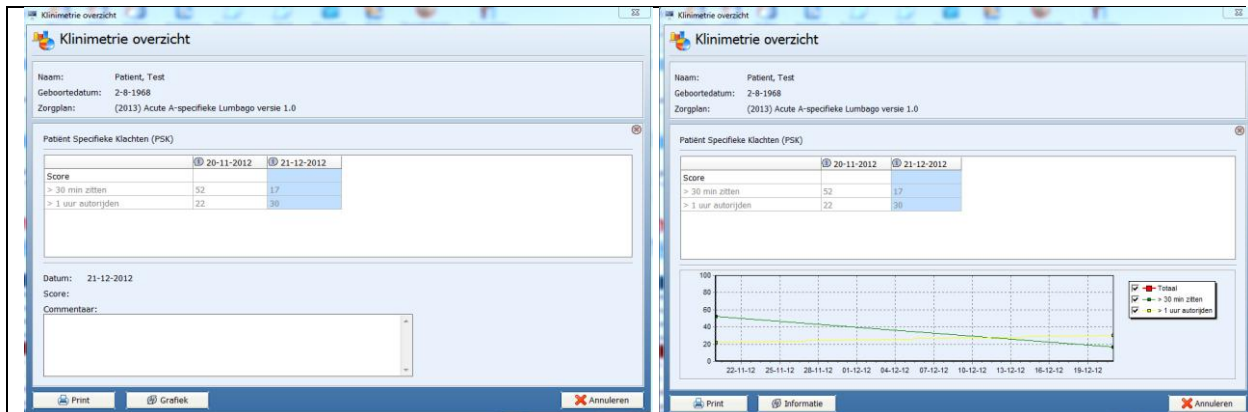 Klinimetrie overzicht
Klinimetrie overzicht
Naam: Patient, Test
Geboortedatum: 2-8-1968
Zorgplan: (2013) Acute A-specifieke Lumbago versie 1.0
Patiënt Specifieke Klachten (PSK)
20-11-2012 21-12-2012
Score
> 30 min zitten 52 17
> 1 uur autorijden 22 30
Datum: 21-12-2012
Score:
Commentaar:
Print Grafiek Annuleren
Klinimetrie overzicht
Klinimetrie overzicht
Naam: Patient, Test
Geboortedatum: 2-8-1968
Zorgplan: (2013) Acute A-specifieke Lumbago versie 1.0
Patiënt Specifieke Klachten (PSK)
20-11-2012 21-12-2012
Score
> 30 min zitten 52 17
> 1 uur autorijden 22 30
100
80
60
40
20
0
22-11-12 25-11-12 28-11-12 01-12-12 04-12-12 07-12-12 10-12-12 13-12-12 16-12-12 19-12-12
Totaal
> 30 min zitten
> 1 uur autorijden
Print Informatie Annuleren